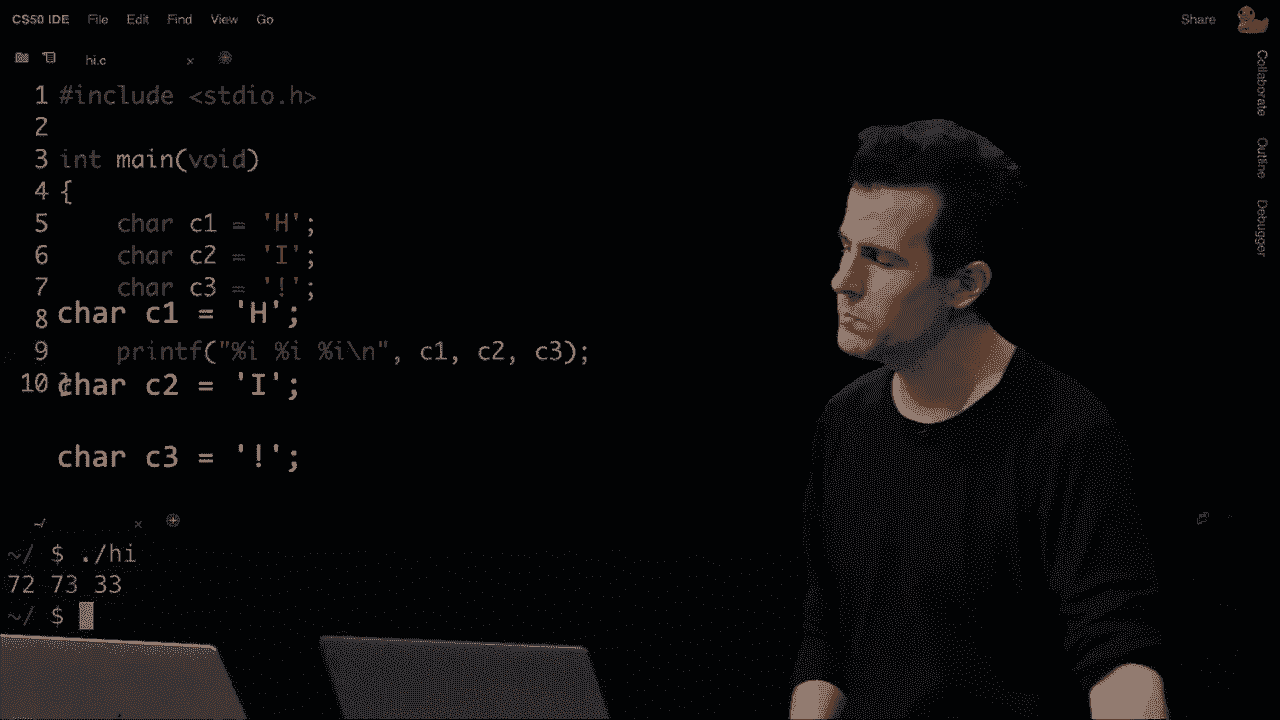 CS50 IDE File Edit Find View Go Share
hi.c
Collaborate
Outline
Debugger
1 #include <stdio.h>
2
3 int main(void)
4 {
5 char c1 = 'H';
6 char c2 = 'I';
7 char c3 = '!';
char c1 = 'H';
8
9 printf("%i %i %i\n", c1, c2, c3);
10 }
char c2 = 'I';
char c3 = '!';
~/
~/ $ ./hi
72 73 33
~/ $